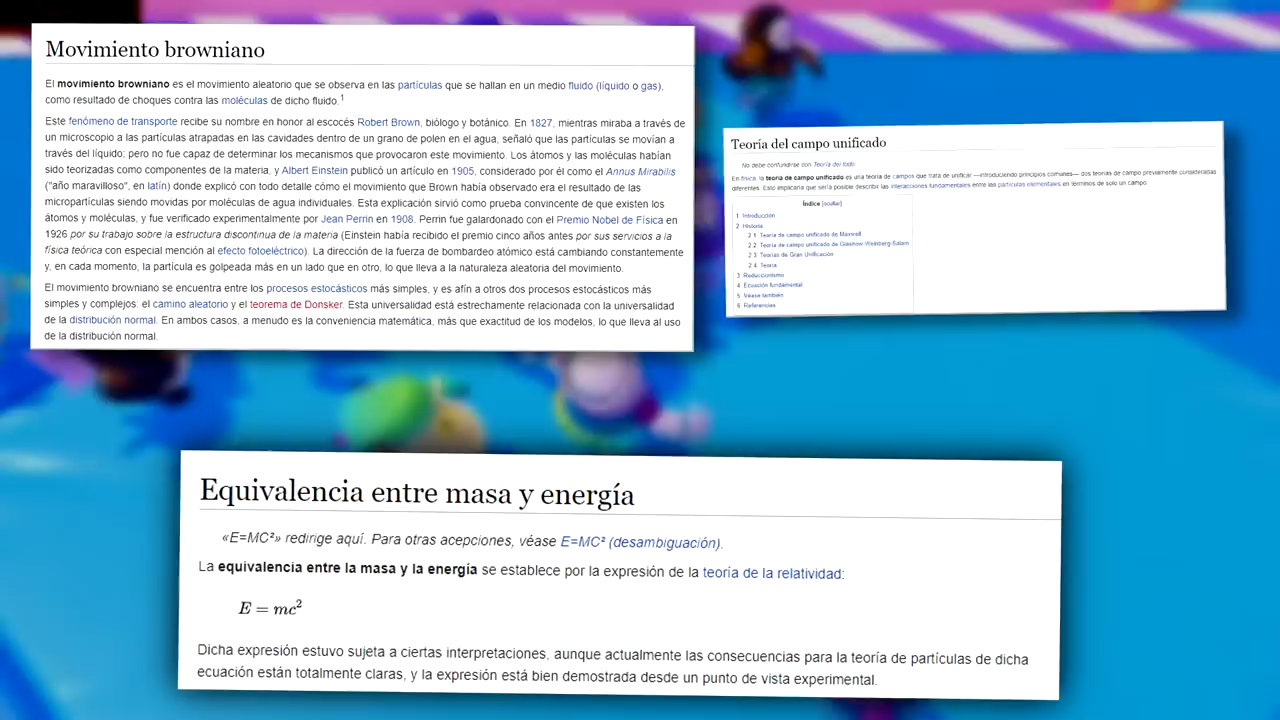 Movimiento browniano
El movimiento browniano es el movimiento aleatorio que se observa en las partículas que se hallan en un medio fluido (líquido o gas),
como resultado de choques contra las moléculas de dicho fluido.1
Este fenómeno de transporte recibe su nombre en honor al escocés Robert Brown, biólogo y botánico. En 1827, mientras miraba a través de
un microscopio a las partículas atrapadas en las cavidades dentro de un grano de polen en el agua, señaló que las partículas se movían a
través del líquido; pero no fue capaz de determinar los mecanismos que provocaron este movimiento. Los átomos y las moléculas habían
sido teorizadas como componentes de la materia, y Albert Einstein publicó un artículo en 1905, considerado por él como el Annus Mirabilis
("año maravilloso", en latín) donde explicó con todo detalle cómo el movimiento que Brown había observado era el resultado de las
micropartículas siendo movidas por moléculas de agua individuales. Esta explicación sirvió como prueba convincente de que existen los
átomos y moléculas, y fue verificado experimentalmente por Jean Perrin en 1908. Perrin fue galardonado con el Premio Nobel de Física en
1926 por su trabajo sobre la estructura discontinua de la materia (Einstein había recibido el premio cinco años antes por sus servicios a la
física teórica con específica mención al efecto fotoeléctrico). La dirección de la fuerza de bombardeo atómico está cambiando constantemente
y, en cada momento, la partícula es golpeada más en un lado que en otro, lo que lleva a la naturaleza aleatoria del movimiento.
El movimiento browniano se encuentra entre los procesos estocásticos más simples, y es afín a otros dos procesos estocásticos más
simples y complejos: el camino aleatorio y el teorema de Donsker. Esta universalidad está estrechamente relacionada con la universalidad
de la distribución normal. En ambos casos, a menudo es la conveniencia matemática, más que exactitud de los modelos, lo que lleva al uso
de la distribución normal.
Teoría del campo unificado
No debe confundirse con Teoría del todo.
En física, la teoría de campo unificado es una teoría de campos que trata de unificar —introduciendo principios comunes— dos teorías de campo previamente consideradas
diferentes. Esto implicaría que sería posible describir las interacciones fundamentales entre las partículas elementales en términos de solo un campo.
Índice [ocultar]
1 Introducción
2 Historia
2.1 Teoría de campo unificado de Maxwell
2.2 Teoría de campo unificado de Glashow-Weinberg-Salam
2.3 Teorías de Gran Unificación
2.4 Teoría
3 Reduccionismo
4 Ecuación fundamental
5 Véase también
6 Referencias
Equivalencia entre masa y energía
«E=MC²» redirige aquí. Para otras acepciones, véase E=MC² (desambiguación).
La equivalencia entre la masa y la energía se establece por la expresión de la teoría de la relatividad:
E = mc²
Dicha expresión estuvo sujeta a ciertas interpretaciones, aunque actualmente las consecuencias para la teoría de partículas de dicha
ecuación están totalmente claras, y la expresión está bien demostrada desde un punto de vista experimental.